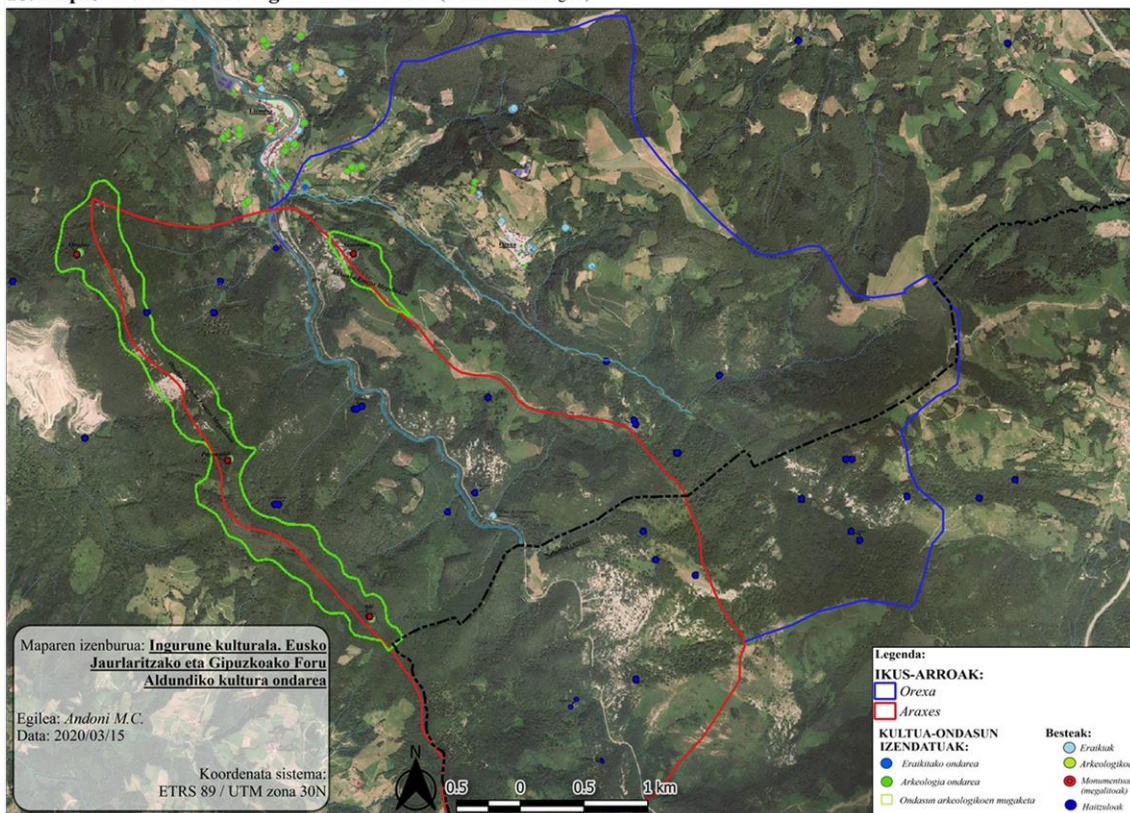 Maparen izenburua: Ingurune kulturala. Eusko
Jaurlaritzako eta Gipuzkoako Foru
Aldundiko kultura ondarea
Egilea: Andoni M.C.
Data: 2020/03/15
Koordenata sistema:
ETRS 89 / UTM zona 30N
N
0.5 0 0.5 1 km
Legenda:
IKUS-ARROAK:
Orexa
Araxes
KULTUA-ONDASUN
IZENDATUAK:
Eraikitako ondarea
Arkeologia ondarea
Ondasun arkeologikoen mugaketa
Besteak:
Eraikiak
Arkeologikoa
Monumentua
(megalitoak)
Haitzuloak